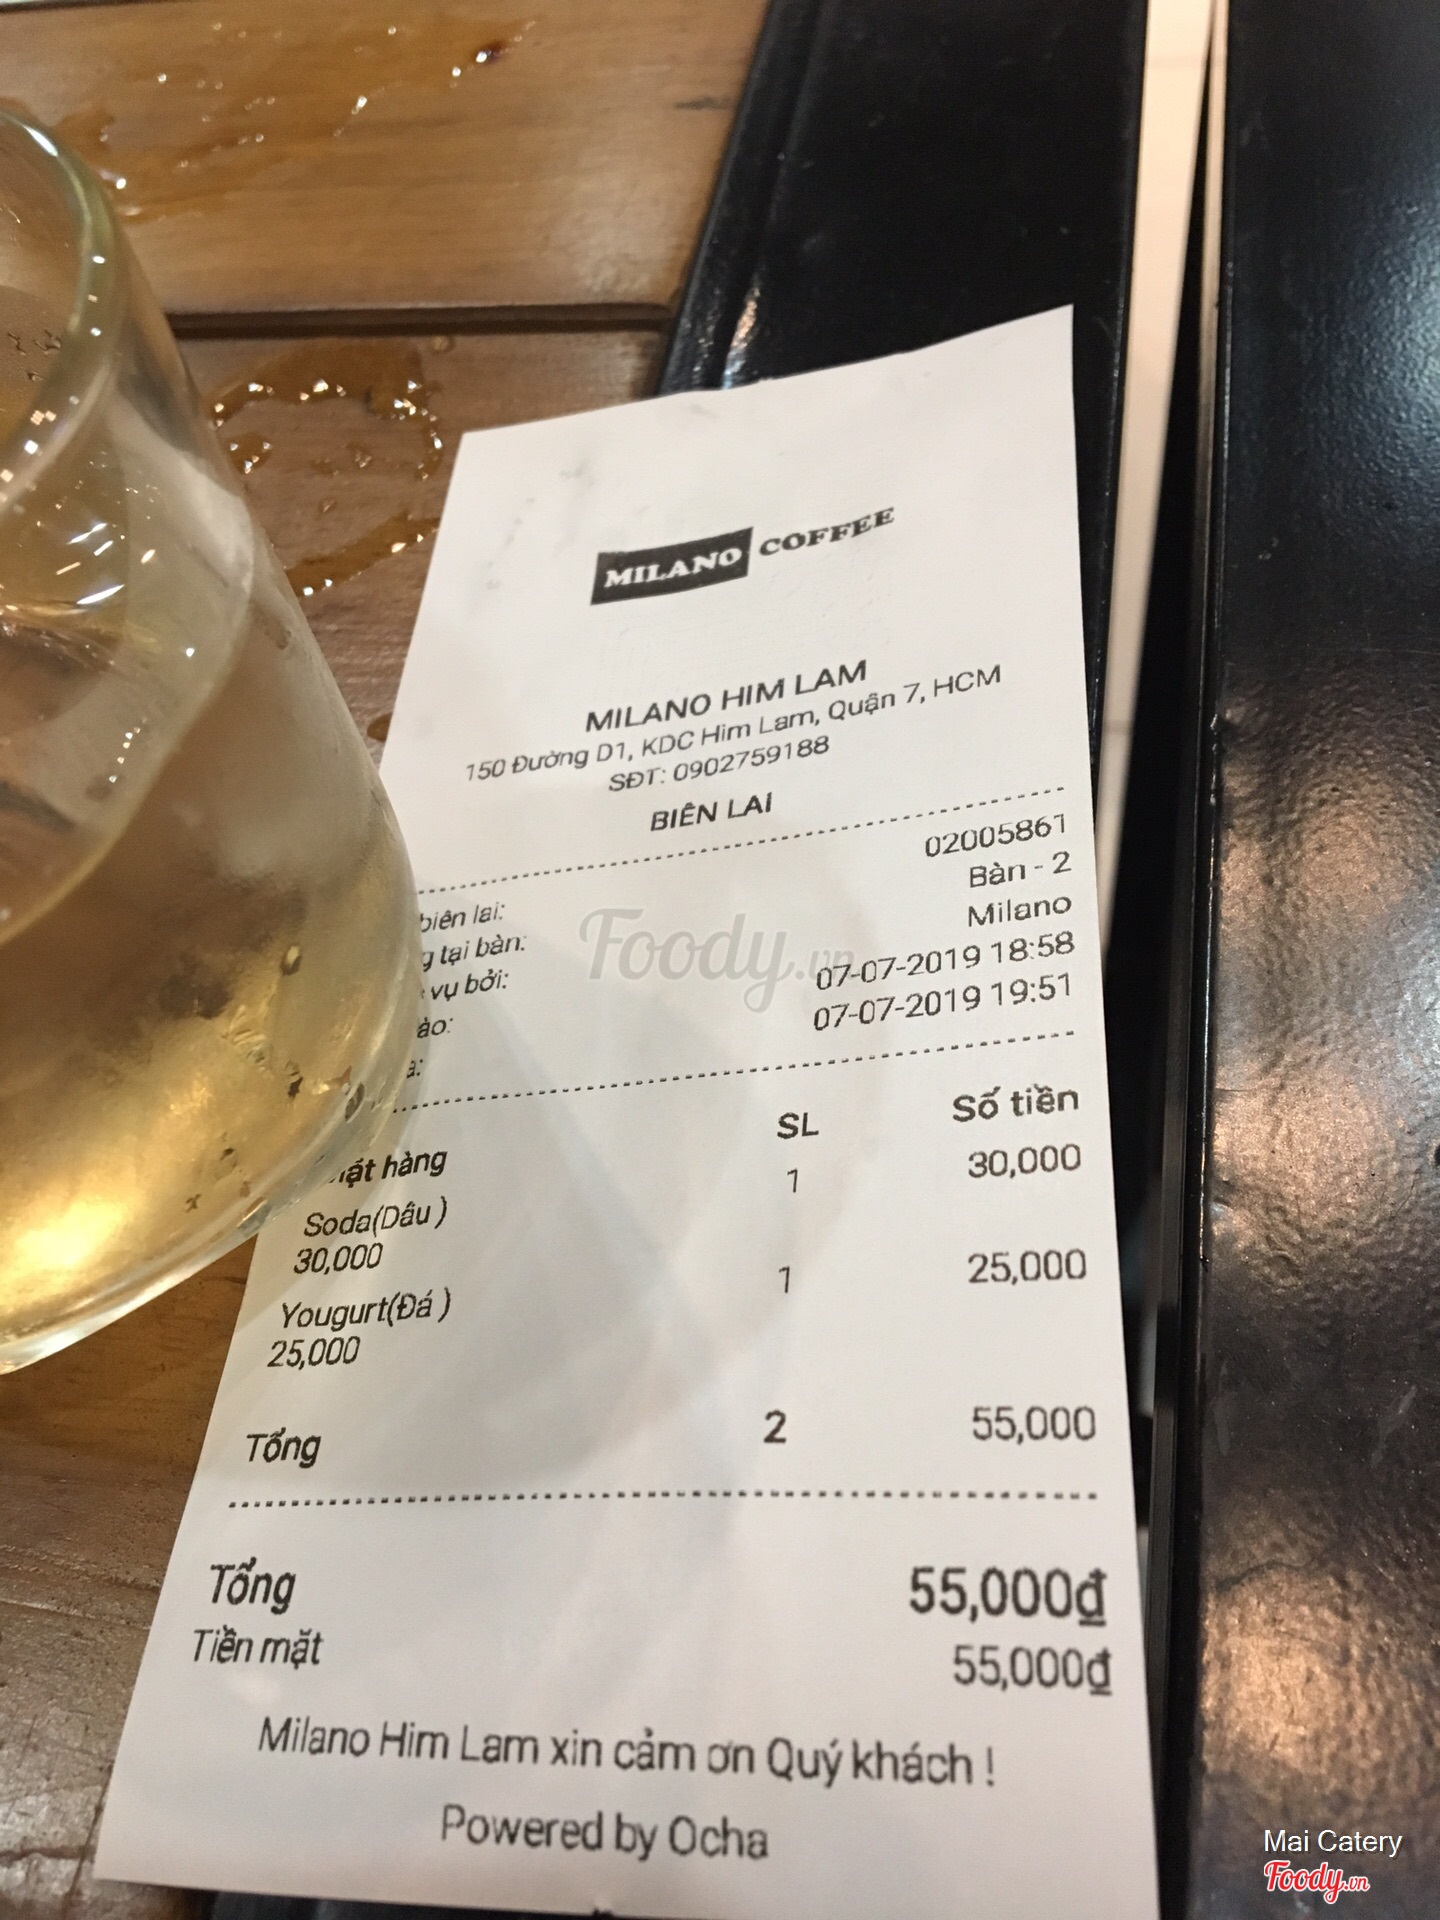 MILANO COFFEE
MILANO HIM LAM
150 Đường D1, KDC Him Lam, Quận 7, HCM
SĐT: 0902759188
BIÊN LAI
biên lai: 02005861
tại bàn: Bàn - 2
vụ bởi: Milano
07-07-2019 18:58
07-07-2019 19:51
hàng SL Số tiền
Soda(Dâu ) 1 30,000
30,000
Yougurt(Đá ) 1 25,000
25,000
Tổng 2 55,000
Tổng 55,000₫
Tiền mặt 55,000₫
Milano Him Lam xin cảm ơn Quý khách !
Powered by Ocha
Foody.vn
Mai Catery
Foody.vn